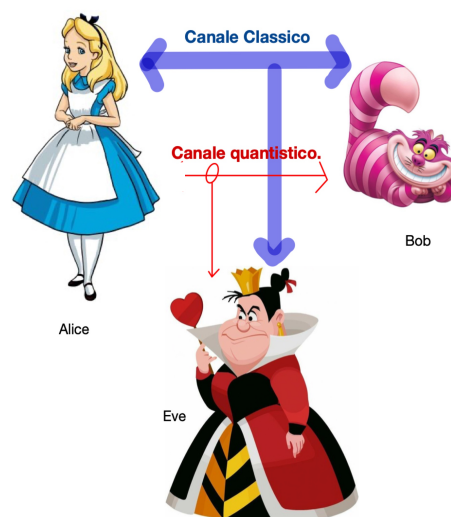 Canale Classico
Canale quantistico.
Bob
Alice
Eve